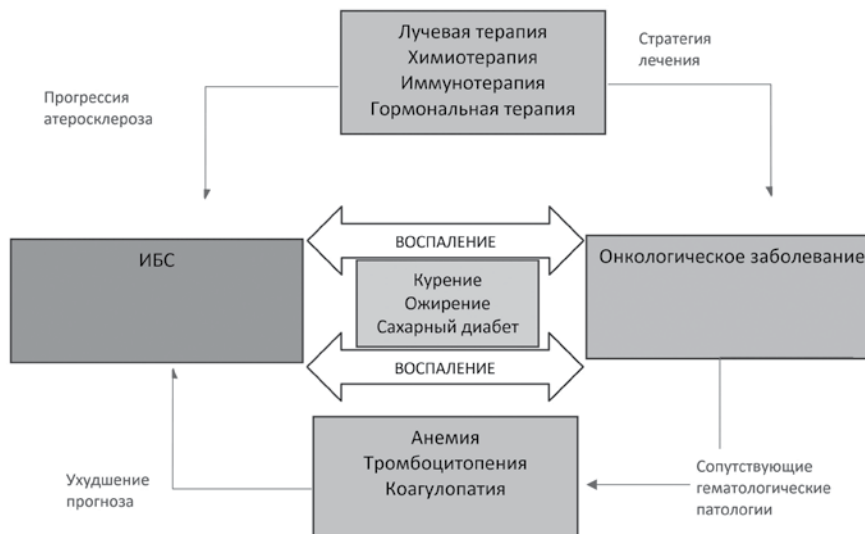 Лучевая терапия
Химиотерапия
Иммунотерапия
Гормональная терапия
Стратегия
лечения
Прогрессия
атеросклероза
ВОСПАЛЕНИЕ
ИБС
Онкологическое заболевание
Курение
Ожирение
Сахарный диабет
ВОСПАЛЕНИЕ
Анемия
Тромбоцитопения
Коагулопатия
Ухудшение
прогноза
Сопутствующие
гематологические
патологии